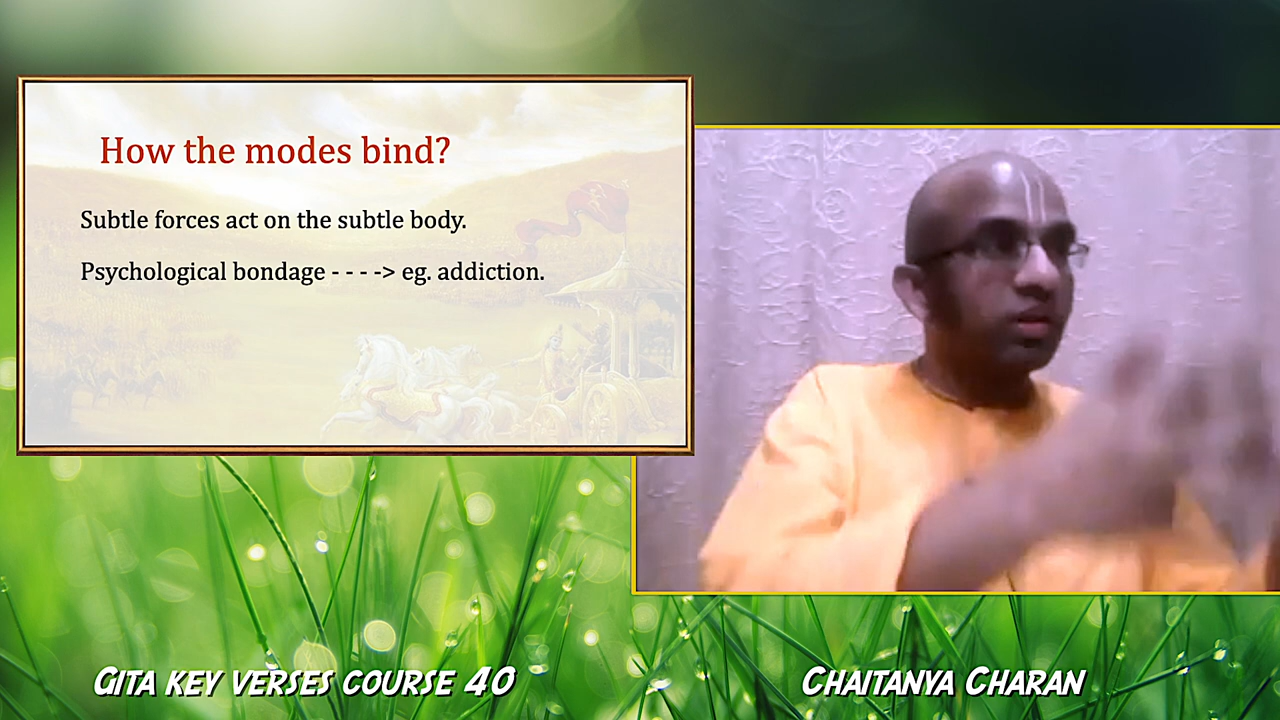 How the modes bind?
Subtle forces act on the subtle body.
Psychological bondage - - - -> eg. addiction.
Gita key verses course 40
Chaitanya Charan